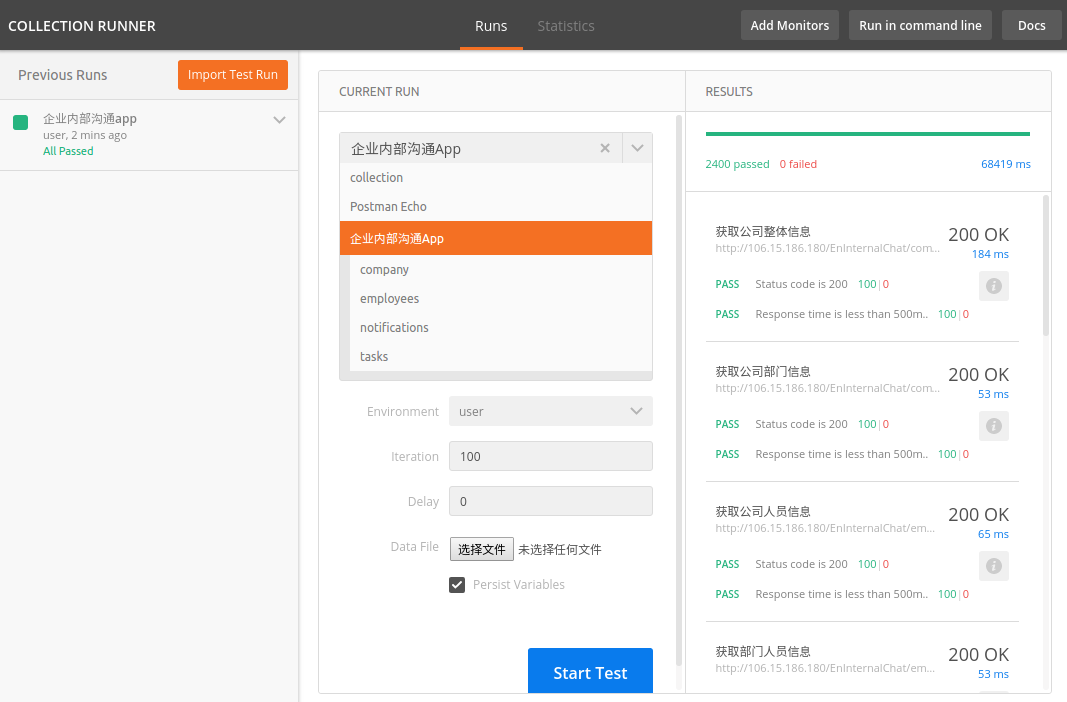 COLLECTION RUNNER
Runs
Statistics
Add Monitors
Run in command line
Docs
Previous Runs
Import Test Run
企业内部沟通app
user, 2 mins ago
All Passed
CURRENT RUN
企业内部沟通App
collection
Postman Echo
企业内部沟通App
company
employees
notifications
tasks
Environment
user
Iteration
100
Delay
0
Data File
选择文件 未选择任何文件
Persist Variables
Start Test
RESULTS
2400 passed 0 failed 68419 ms
获取公司整体信息 200 OK
http://106.15.186.180/EnInternalChat/com... 184 ms
PASS Status code is 200 100|0
PASS Response time is less than 500m.. 100|0
获取公司部门信息 200 OK
http://106.15.186.180/EnInternalChat/com... 53 ms
PASS Status code is 200 100|0
PASS Response time is less than 500m.. 100|0
获取公司人员信息 200 OK
http://106.15.186.180/EnInternalChat/em... 65 ms
PASS Status code is 200 100|0
PASS Response time is less than 500m.. 100|0
获取部门人员信息 200 OK
http://106.15.186.180/EnInternalChat/em... 53 ms